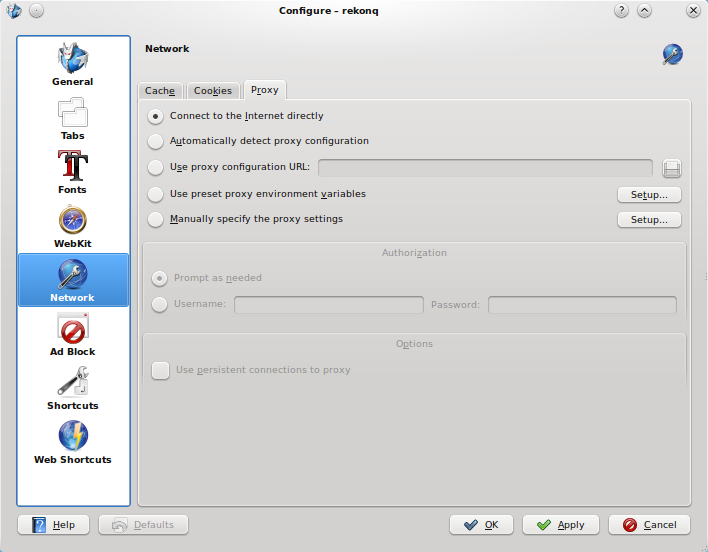 Configure – rekonq
?
General
Tabs
Fonts
WebKit
Network
Ad Block
Shortcuts
Web Shortcuts
Network
Cache Cookies Proxy
Connect to the Internet directly
Automatically detect proxy configuration
Use proxy configuration URL:
Use preset proxy environment variables Setup...
Manually specify the proxy settings Setup...
Authorization
Prompt as needed
Username: Password:
Options
Use persistent connections to proxy
Help Defaults OK Apply Cancel